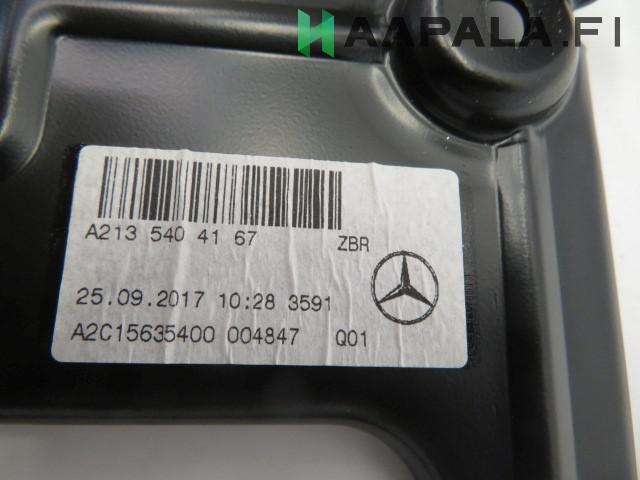 HAAPALA.FI
A213 540 41 67 ZBR
25.09.2017 10:28 3591
A2C15635400 004847 Q01